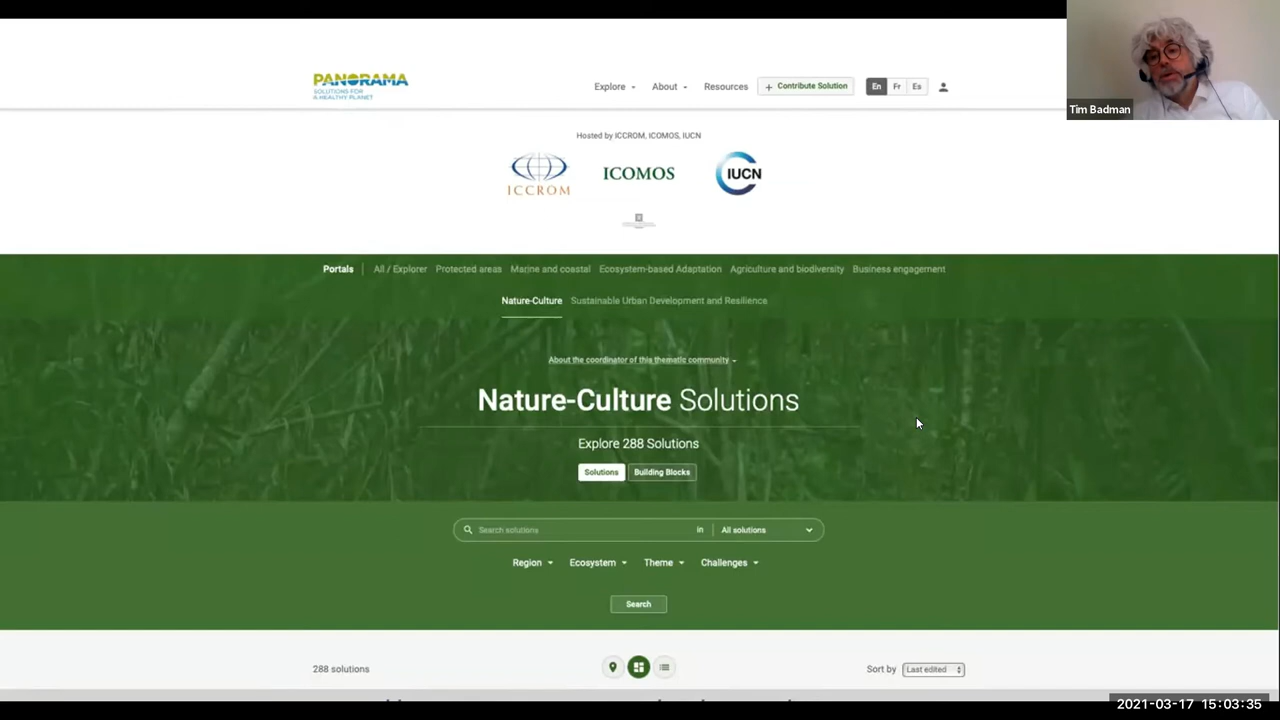 PANORAMA
SOLUTIONS FOR
A HEALTHY PLANET
Explore
About
Resources
+ Contribute Solution
En
Fr
Es
Tim Badman
Hosted by ICCROM, ICOMOS, IUCN
ICCROM
ICOMOS
IUCN
Portals
All / Explorer
Protected areas
Marine and coastal
Ecosystem-based Adaptation
Agriculture and biodiversity
Business engagement
Nature-Culture
Sustainable Urban Development and Resilience
About the coordinator of this thematic community
Nature-Culture Solutions
Explore 288 Solutions
Solutions
Building Blocks
Search solutions
in
All solutions
Region
Ecosystem
Theme
Challenges
Search
288 solutions
Sort by
Last edited
2021-03-17 15:03:35